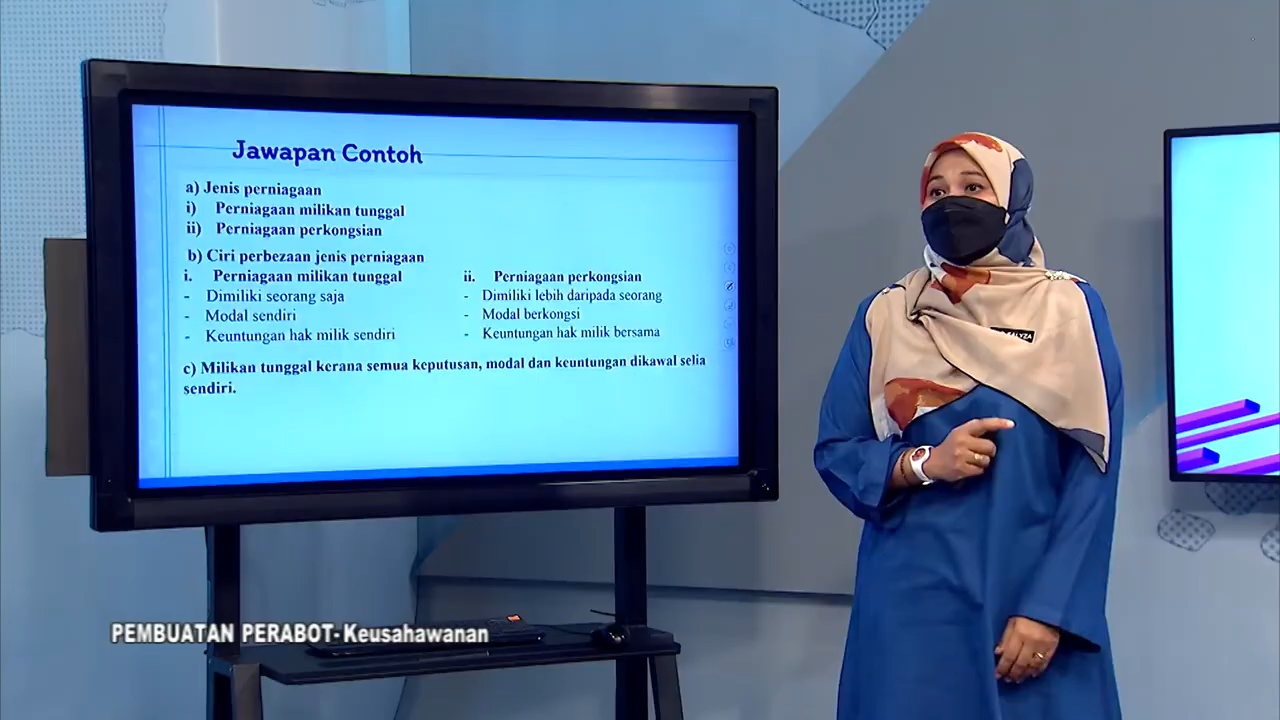 Jawapan Contoh
a) Jenis perniagaan
i) Perniagaan milikan tunggal
ii) Perniagaan perkongsian
b) Ciri perbezaan jenis perniagaan
i. Perniagaan milikan tunggal
- Dimiliki seorang saja
- Modal sendiri
- Keuntungan hak milik sendiri
ii. Perniagaan perkongsian
- Dimiliki lebih daripada seorang
- Modal berkongsi
- Keuntungan hak milik bersama
c) Milikan tunggal kerana semua keputusan, modal dan keuntungan dikawal selia
sendiri.
PEMBUATAN PERABOT-Keusahawanan